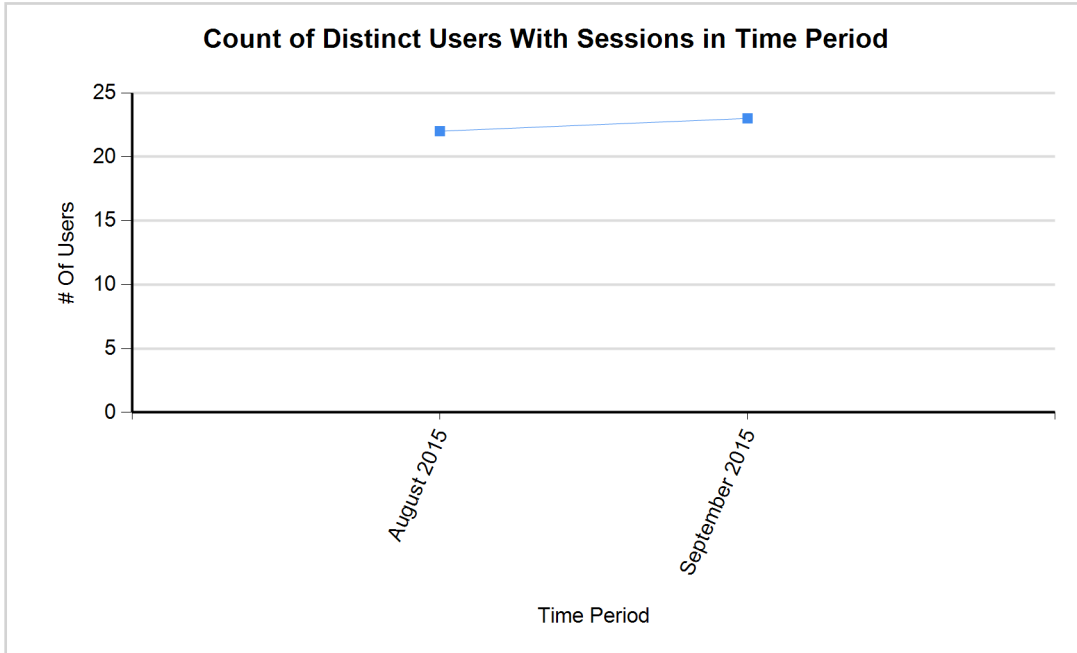 Count of Distinct Users With Sessions in Time Period
25
20
15
10
5
0
# Of Users
August 2015
September 2015
Time Period